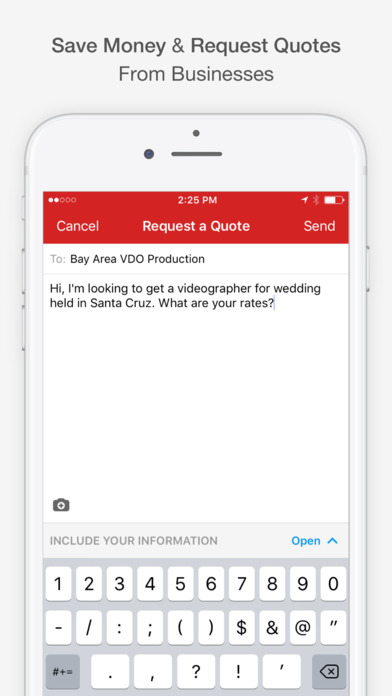 Save Money & Request Quotes
From Businesses
2:25 PM
Cancel Request a Quote Send
To: Bay Area VDO Production
Hi, I'm looking to get a videographer for wedding
held in Santa Cruz. What are your rates?
INCLUDE YOUR INFORMATION Open
1 2 3 4 5 6 7 8 9 0
- / : ; ( ) $ & @ "
#+= . , ? ! '